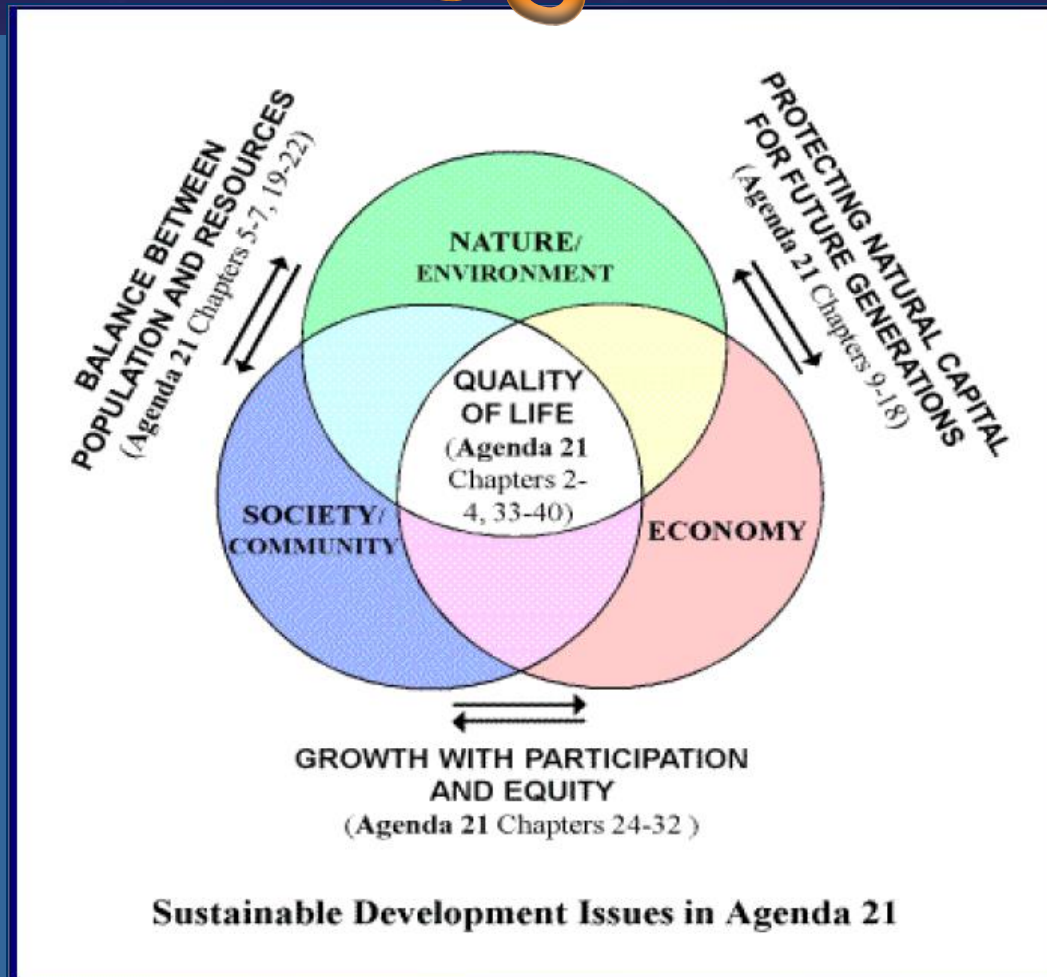 BALANCE BETWEEN
POPULATION AND RESOURCES
(Agenda 21 Chapters 5-7, 19-22)
PROTECTING NATURAL CAPITAL
FOR FUTURE GENERATIONS
(Agenda 21 Chapters 9-18)
NATURE/
ENVIRONMENT
QUALITY
OF LIFE
(Agenda 21
Chapters 2-
4, 33-40)
SOCIETY/
COMMUNITY
ECONOMY
GROWTH WITH PARTICIPATION
AND EQUITY
(Agenda 21 Chapters 24-32 )
Sustainable Development Issues in Agenda 21